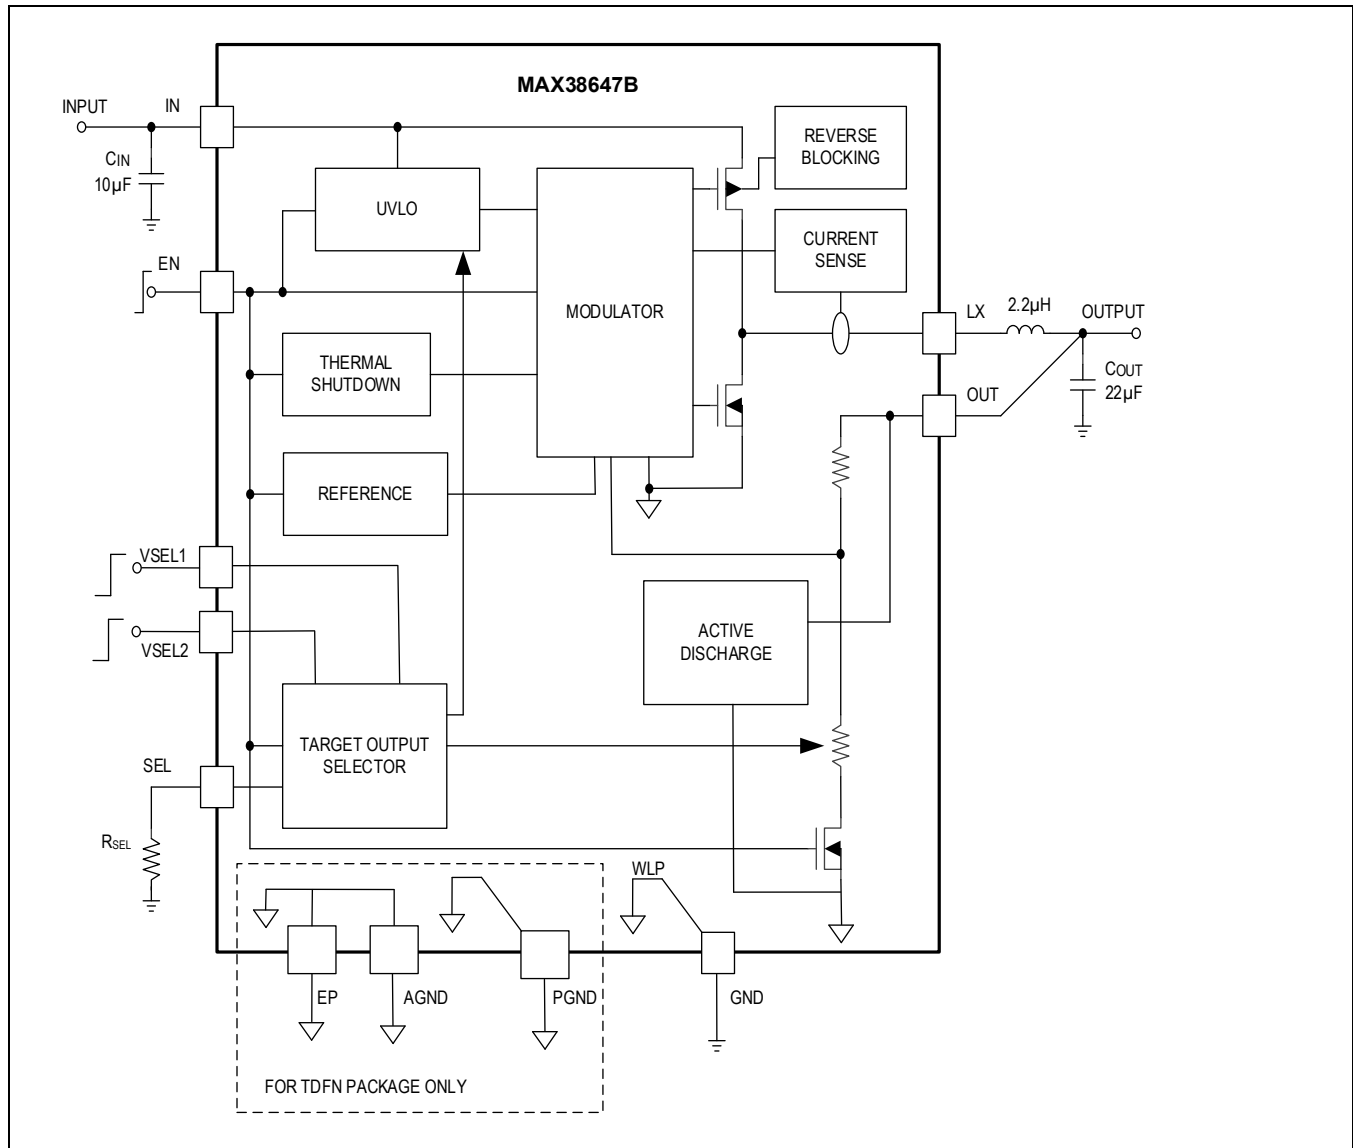 MAX38647B
INPUT
IN
CIN
10µF
REVERSE
BLOCKING
UVLO
CURRENT
SENSE
EN
MODULATOR
LX
2.2µH
OUTPUT
THERMAL
SHUTDOWN
COUT
22µF
OUT
REFERENCE
VSEL1
VSEL2
ACTIVE
DISCHARGE
TARGET OUTPUT
SELECTOR
SEL
RSEL
WLP
EP
AGND
PGND
GND
FOR TDFN PACKAGE ONLY